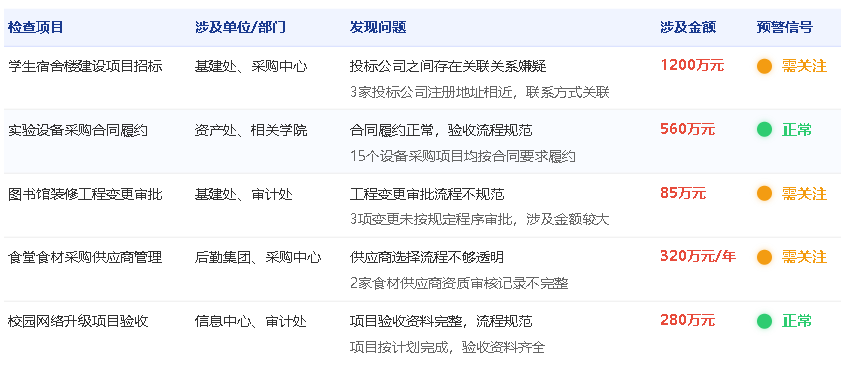 检查项目 涉及单位/部门 发现问题 涉及金额 预警信号
学生宿舍楼建设项目招标 基建处、采购中心 投标公司之间存在关联关系嫌疑 1200万元 需关注
3家投标公司注册地址相近，联系方式关联
实验设备采购合同履约 资产处、相关学院 合同履约正常，验收流程规范 560万元 正常
15个设备采购项目均按合同要求履约
图书馆装修工程变更审批 基建处、审计处 工程变更审批流程不规范 85万元 需关注
3项变更未按规定程序审批，涉及金额较大
食堂食材采购供应商管理 后勤集团、采购中心 供应商选择流程不够透明 320万元/年 需关注
2家食材供应商资质审核记录不完整
校园网络升级项目验收 信息中心、审计处 项目验收资料完整，流程规范 280万元 正常
项目按计划完成，验收资料齐全